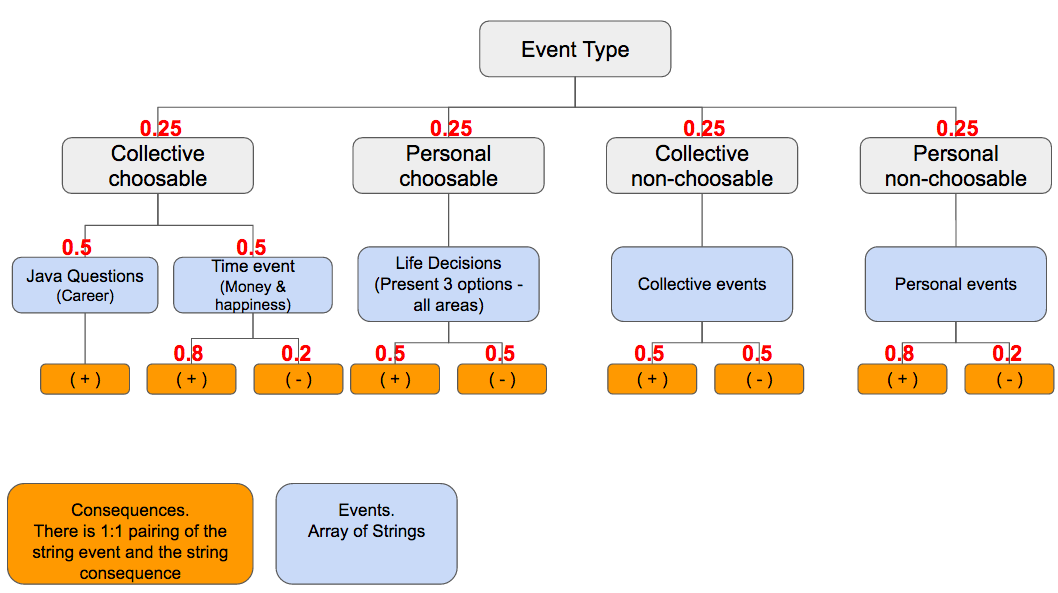 Event Type
0.25
0.25
0.25
0.25
Collective
choosable
Personal
choosable
Collective
non-choosable
Personal
non-choosable
0.5
0.5
Java Questions
(Career)
Time event
(Money &
happiness)
Life Decisions
(Present 3 options -
all areas)
Collective events
Personal events
0.8
0.2
0.5
0.5
0.5
0.5
0.8
0.2
( + )
( + )
( - )
( + )
( - )
( + )
( - )
( + )
( - )
Consequences.
There is 1:1 pairing of the
string event and the string
consequence
Events.
Array of Strings